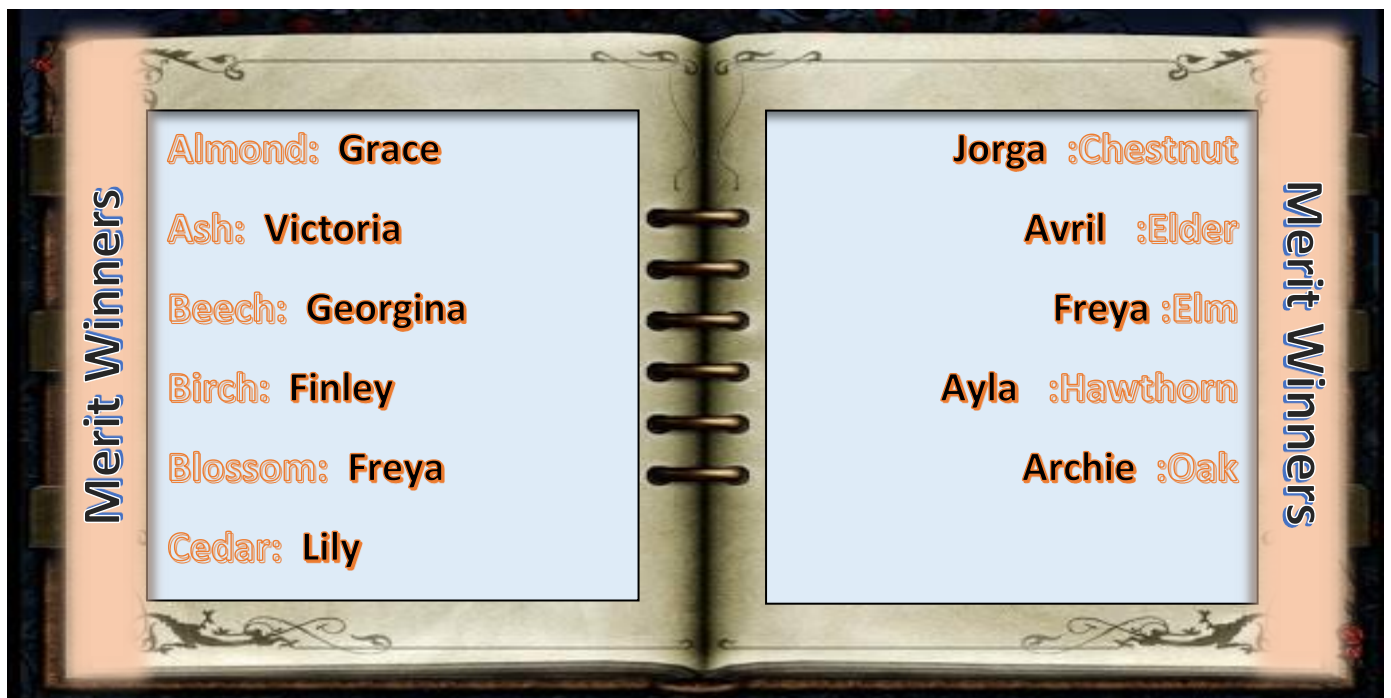 Merit Winners
Almond: Grace
Ash: Victoria
Beech: Georgina
Birch: Finley
Blossom: Freya
Cedar: Lily
Jorga :Chestnut
Avril :Elder
Freya :Elm
Ayla :Hawthorn
Archie :Oak
Merit Winners